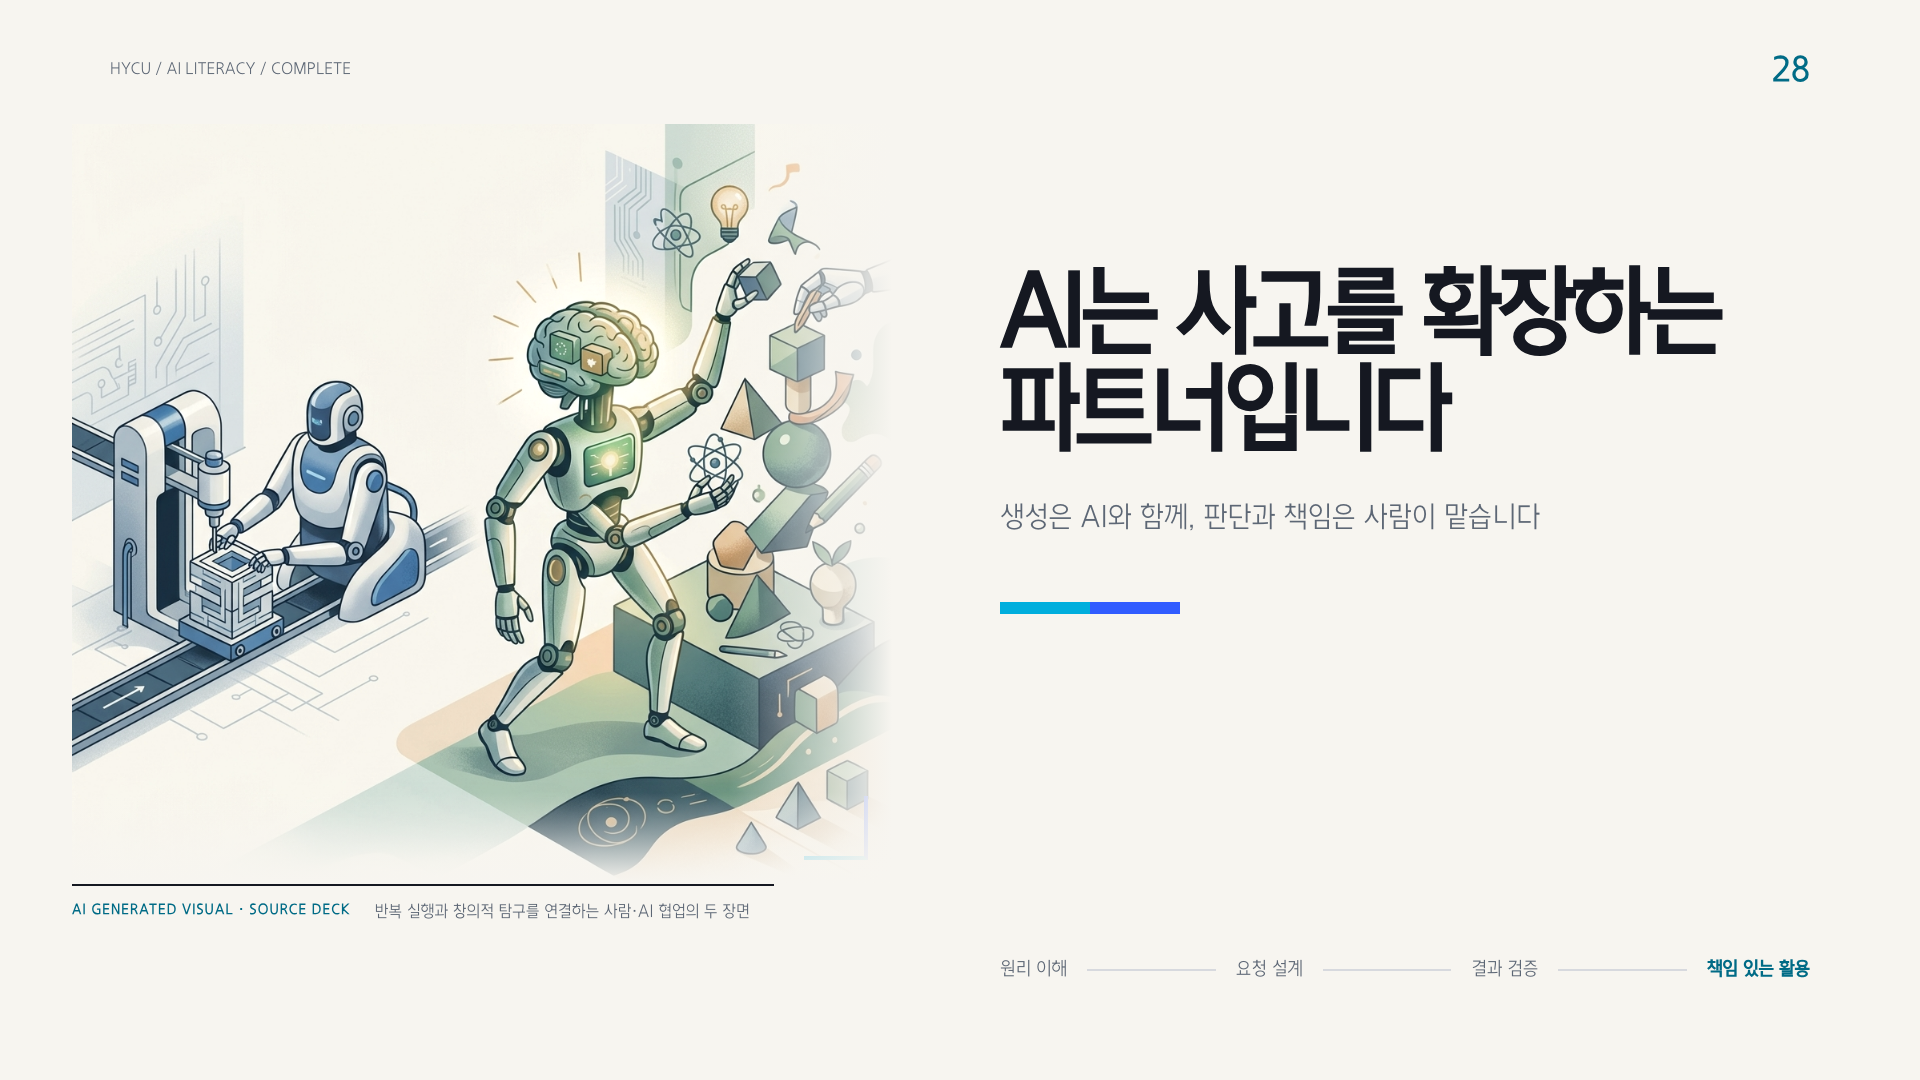 HYCU / AI LITERACY / COMPLETE
28
AI는 사고를 확장하는
파트너입니다
생성은 AI와 함께, 판단과 책임은 사람이 맡습니다
AI GENERATED VISUAL · SOURCE DECK 반복 실행과 창의적 탐구를 연결하는 사람·AI 협업의 두 장면
원리 이해 요청 설계 결과 검증 책임 있는 활용